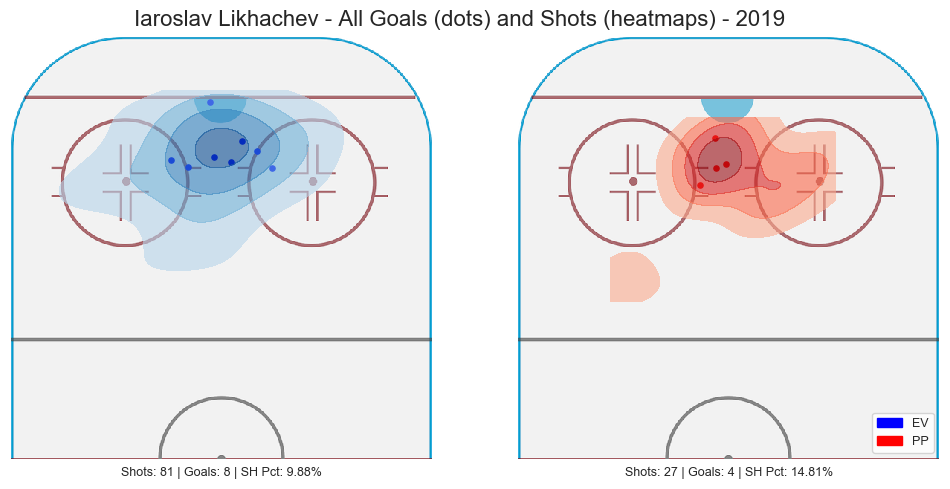 Iaroslav Likhachev - All Goals (dots) and Shots (heatmaps) - 2019
EV
PP
Shots: 81 | Goals: 8 | SH Pct: 9.88%
Shots: 27 | Goals: 4 | SH Pct: 14.81%